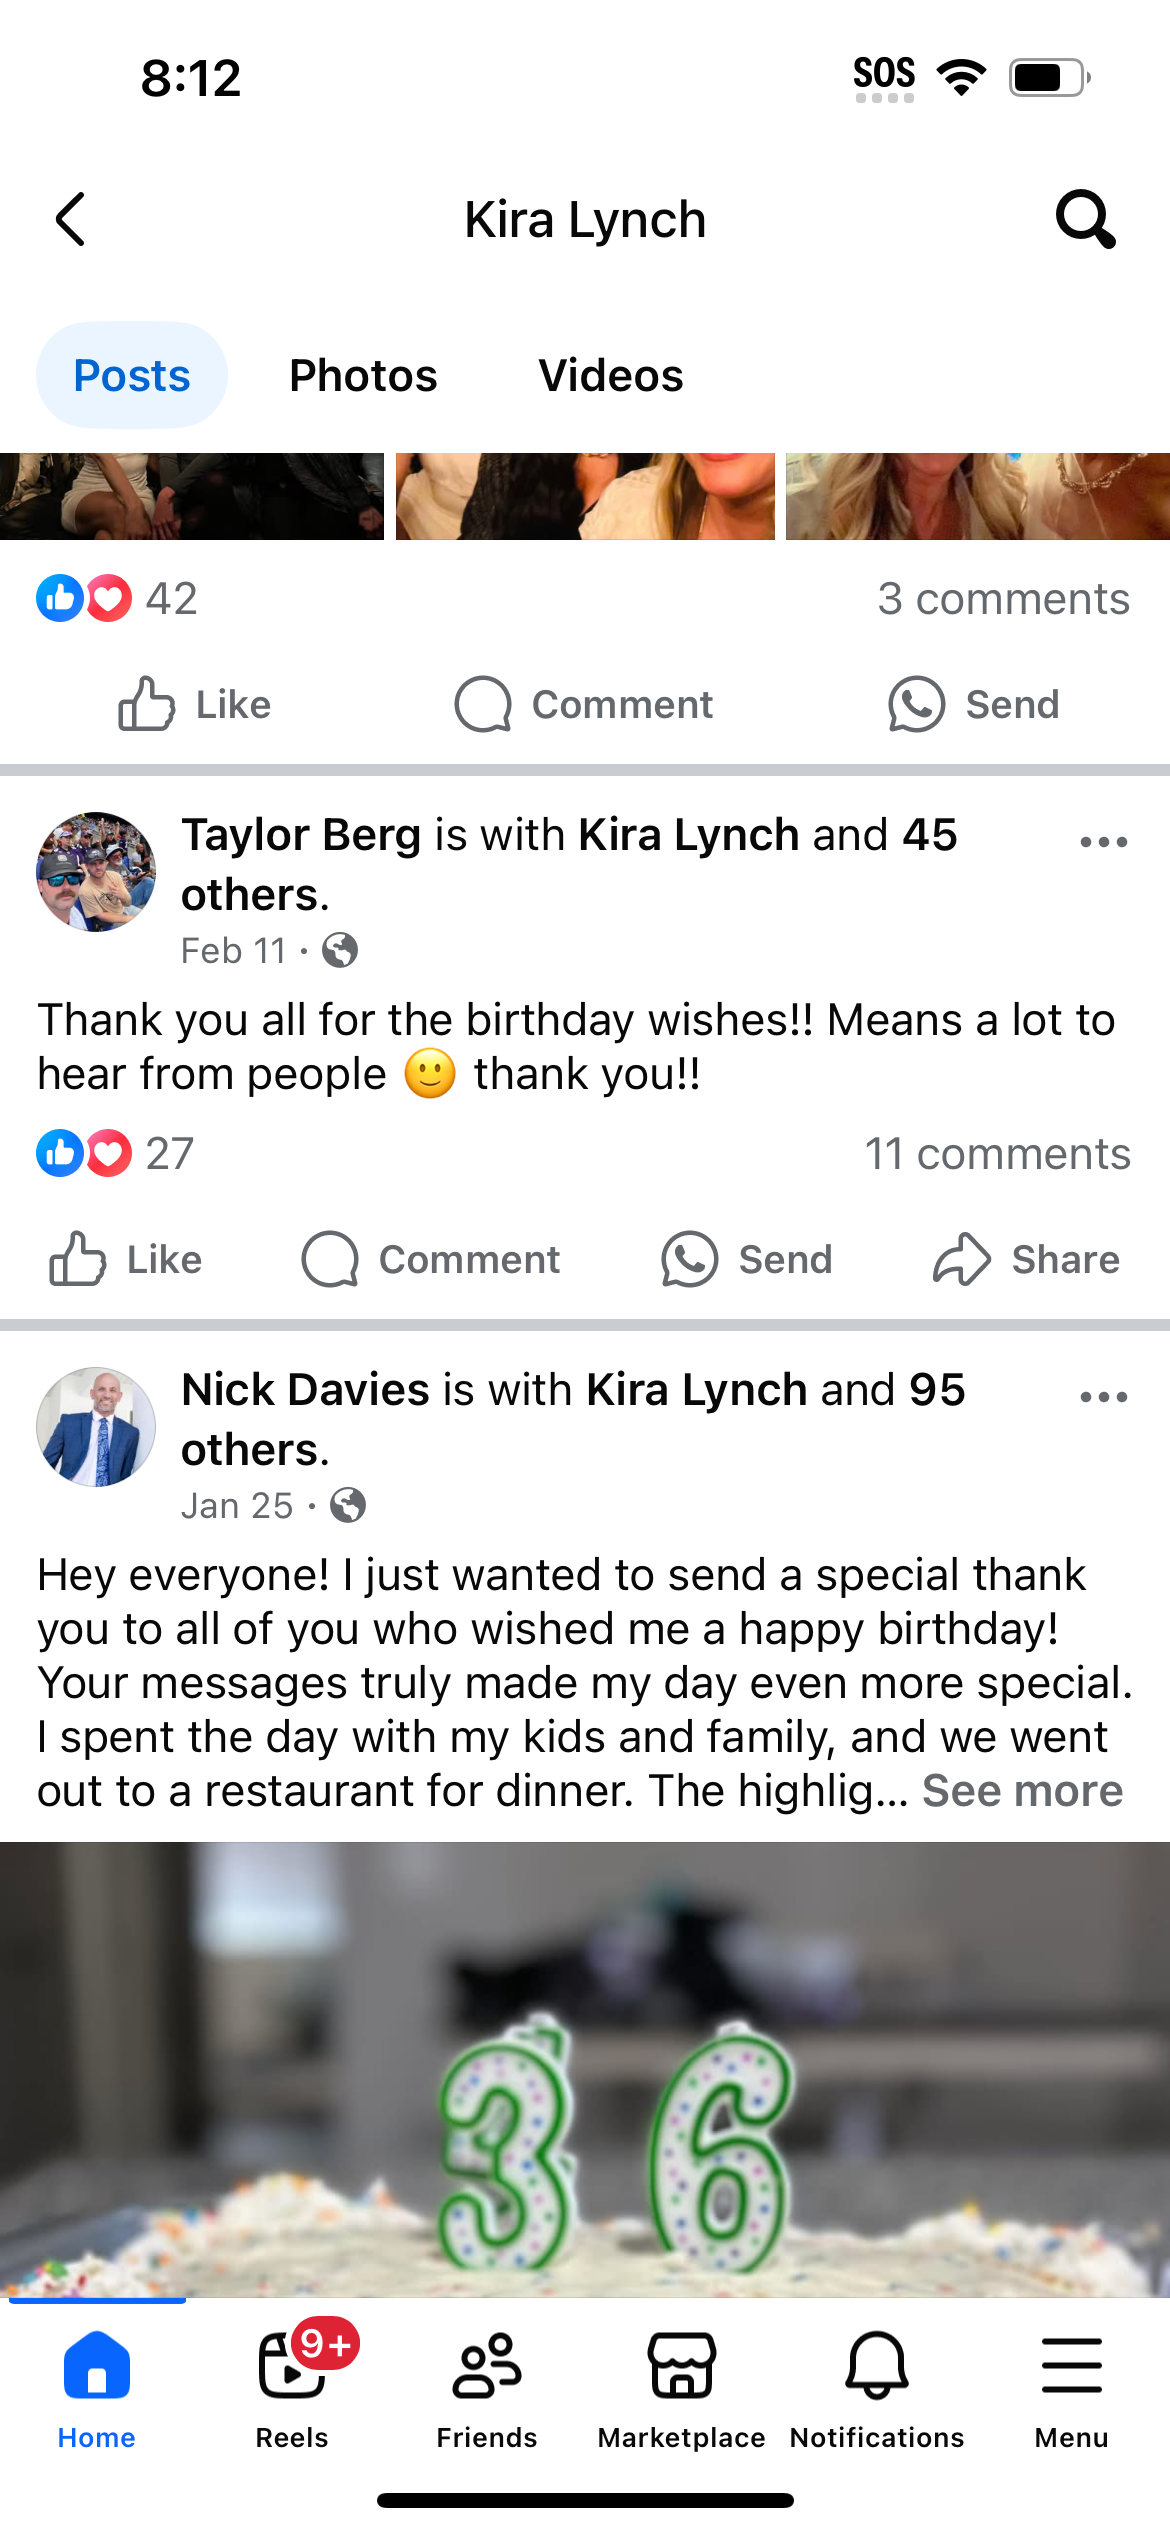 8:12
SOS
Kira Lynch
Posts
Photos
Videos
42
3 comments
Like
Comment
Send
Taylor Berg is with Kira Lynch and 45
others.
Feb 11 ·
Thank you all for the birthday wishes!! Means a lot to
hear from people 🙂 thank you!!
27
11 comments
Like
Comment
Send
Share
Nick Davies is with Kira Lynch and 95
others.
Jan 25 ·
Hey everyone! I just wanted to send a special thank
you to all of you who wished me a happy birthday!
Your messages truly made my day even more special.
I spent the day with my kids and family, and we went
out to a restaurant for dinner. The highlig... See more
36
9+
Home
Reels
Friends
Marketplace
Notifications
Menu